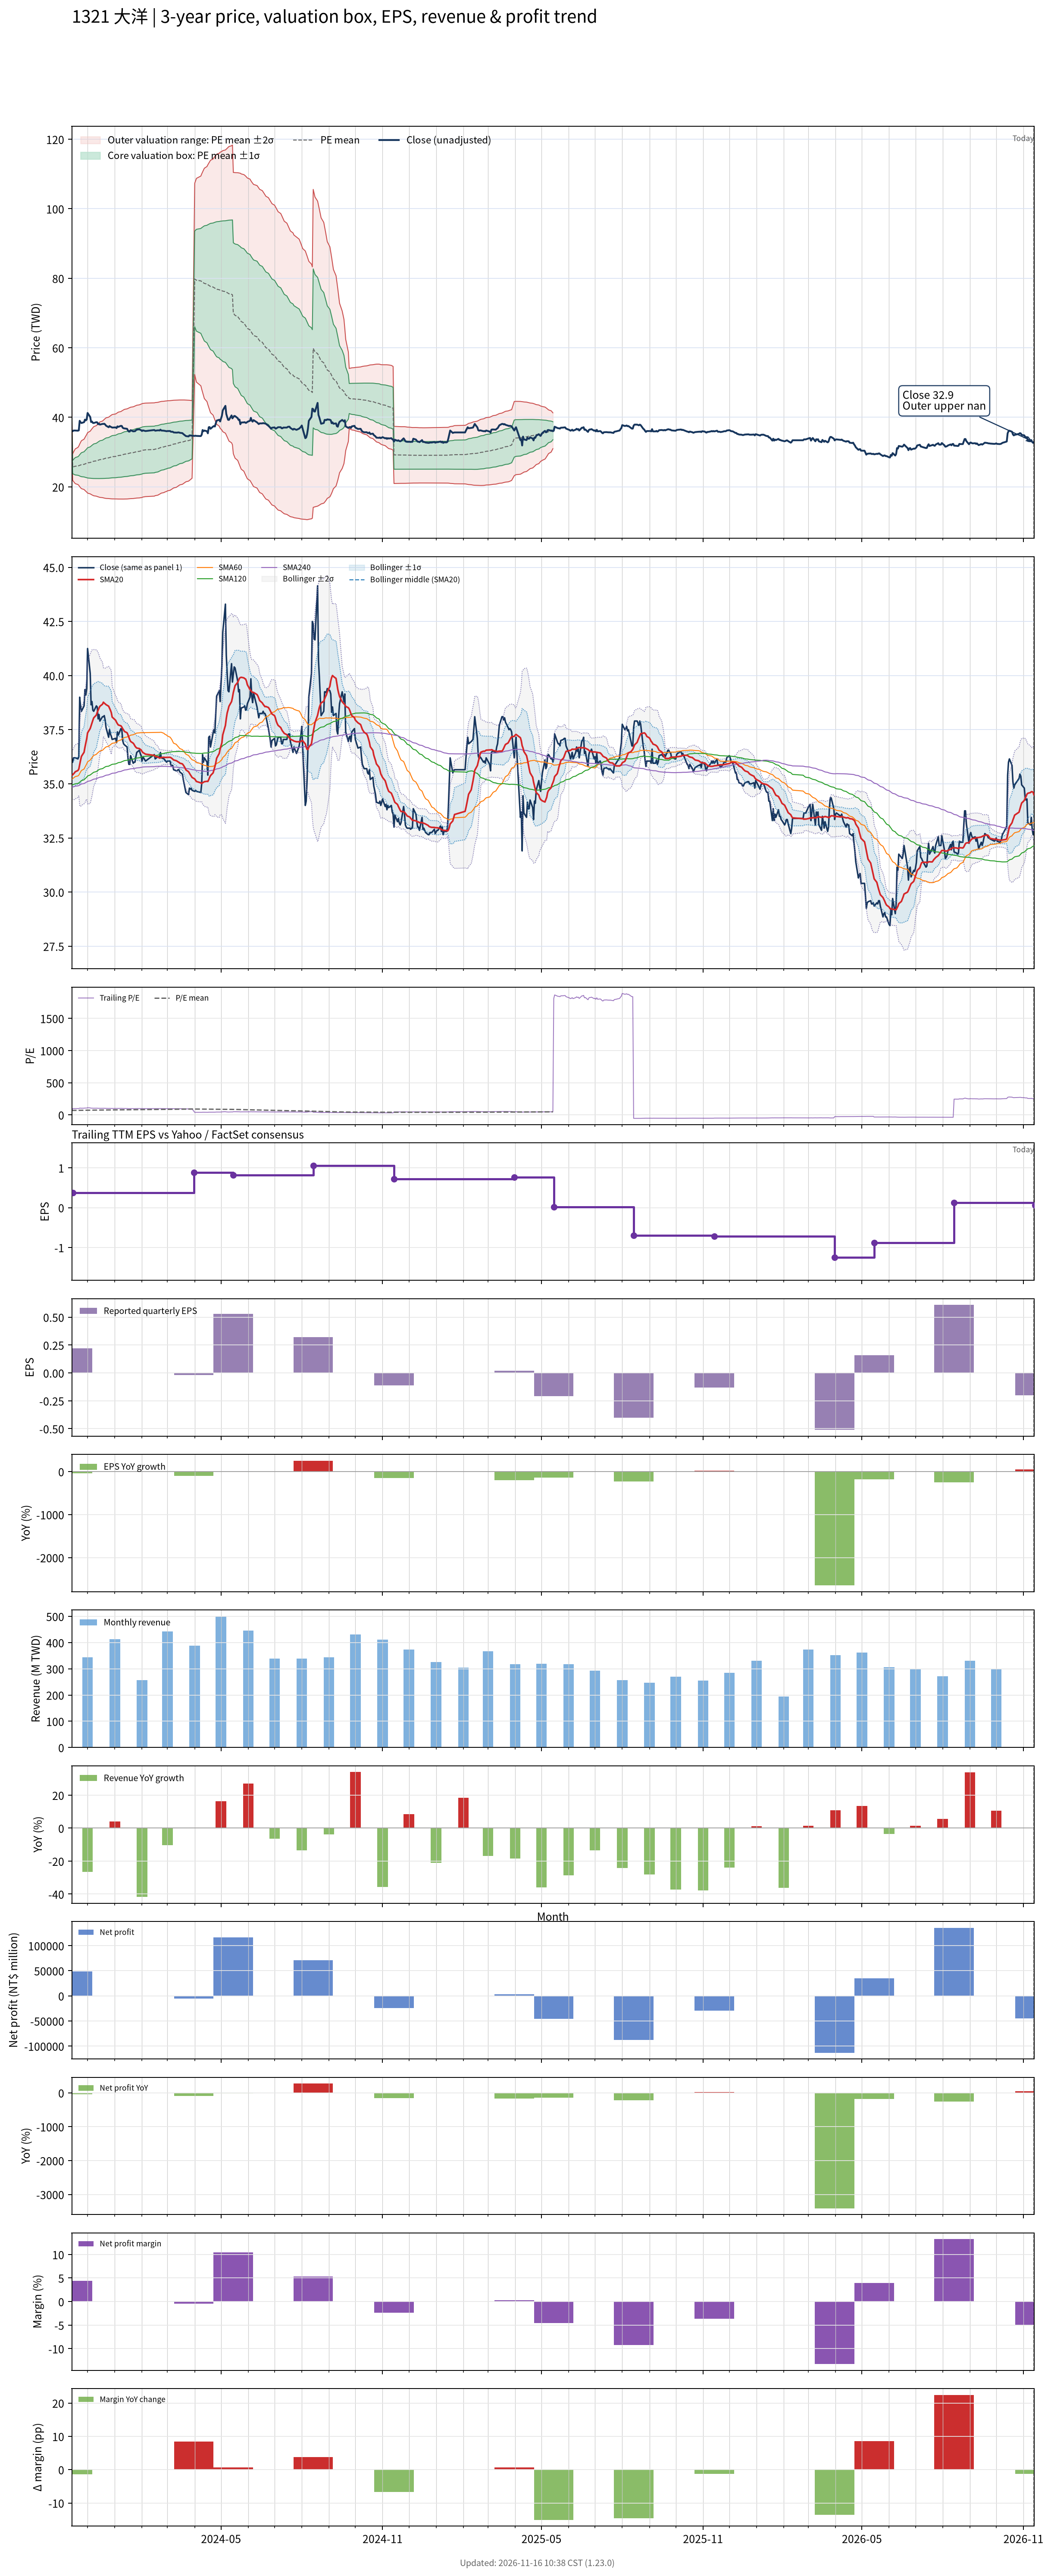 1321 大洋 | 3-year price, valuation box, EPS, revenue & profit trend
Outer valuation range: PE mean ±2σ
PE mean
Close (unadjusted)
Core valuation box: PE mean ±1σ
Today
120
100
80
60
40
20
Price (TWD)
Close 32.9
Outer upper nan
Close (same as panel 1)
SMA20
SMA60
SMA120
SMA240
Bollinger ±2σ
Bollinger ±1σ
Bollinger middle (SMA20)
45.0
42.5
40.0
37.5
35.0
32.5
30.0
27.5
Price
Trailing P/E
P/E mean
1500
1000
500
0
P/E
Trailing TTM EPS vs Yahoo / FactSet consensus
Today
1
0
-1
EPS
Reported quarterly EPS
0.50
0.25
0.00
-0.25
-0.50
EPS
EPS YoY growth
0
-1000
-2000
YoY (%)
Monthly revenue
500
400
300
200
100
0
Revenue (M TWD)
Revenue YoY growth
20
0
-20
-40
YoY (%)
Month
Net profit
100000
50000
0
-50000
-100000
Net profit (NT$ million)
Net profit YoY
0
-1000
-2000
-3000
YoY (%)
Net profit margin
10
5
0
-5
-10
Margin (%)
Margin YoY change
20
10
0
-10
Δ margin (pp)
2024-05
2024-11
2025-05
2025-11
2026-05
2026-11
Updated: 2026-11-16 10:38 CST (1.23.0)